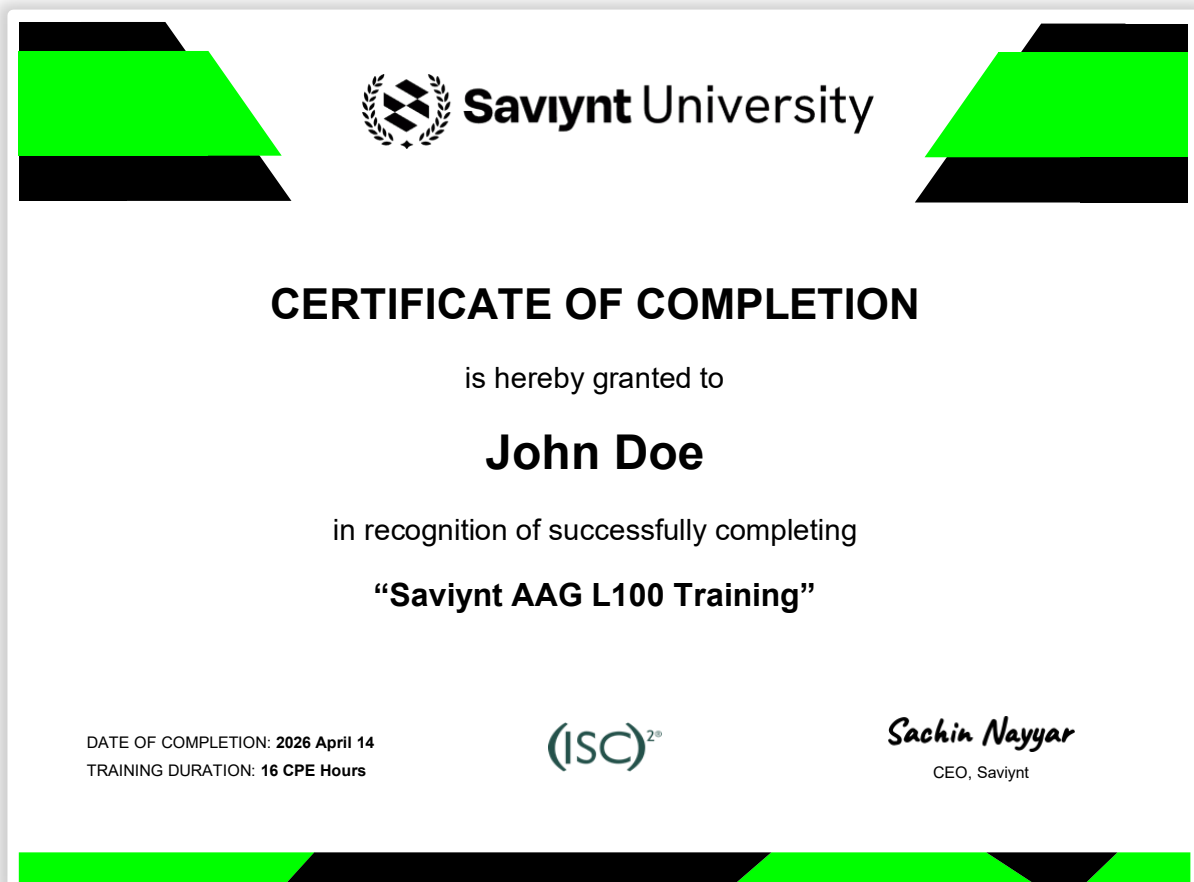 Saviynt University
CERTIFICATE OF COMPLETION
is hereby granted to
John Doe
in recognition of successfully completing
“Saviynt AAG L100 Training”
DATE OF COMPLETION: 2026 April 14
TRAINING DURATION: 16 CPE Hours
(ISC)²®
Sachin Nayyar
CEO, Saviynt